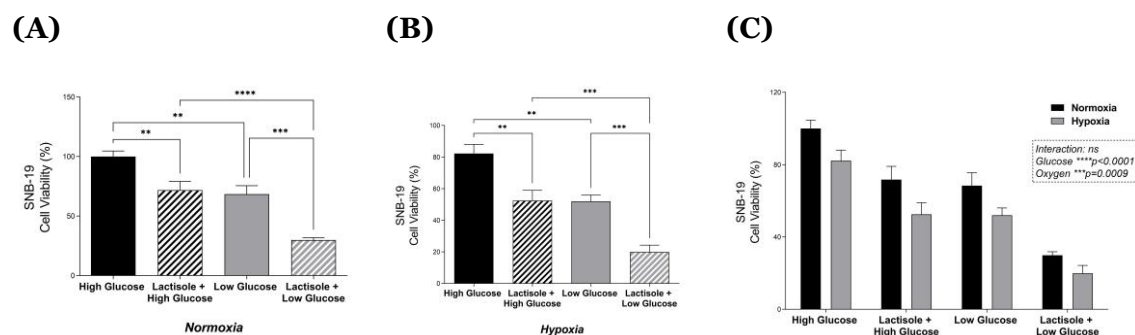 (A)
SNB-19
Cell Viability (%)
150
100
50
0
****
**
**
***
High Glucose
Lactisole +
High Glucose
Low Glucose
Lactisole +
Low Glucose
Normoxia
(B)
SNB-19
Cell Viability (%)
100
80
60
40
20
0
***
**
**
***
High Glucose
Lactisole +
High Glucose
Low Glucose
Lactisole +
Low Glucose
Hypoxia
(C)
SNB-19
Cell Viability (%)
120
80
40
0
Normoxia
Hypoxia
Interaction: ns
Glucose ****p<0.0001
Oxygen ***p=0.0009
High Glucose
Lactisole +
High Glucose
Low Glucose
Lactisole +
Low Glucose